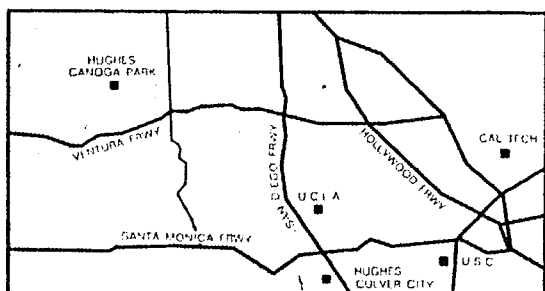 HUGHES
CANOGA PARK
VENTURA FRWY
DIEGO FRWY
HOLLYWOOD FRWY
CAL TECH
UCLA
SANTA MONICA FRWY
USC
HUGHES
CULVER CITY